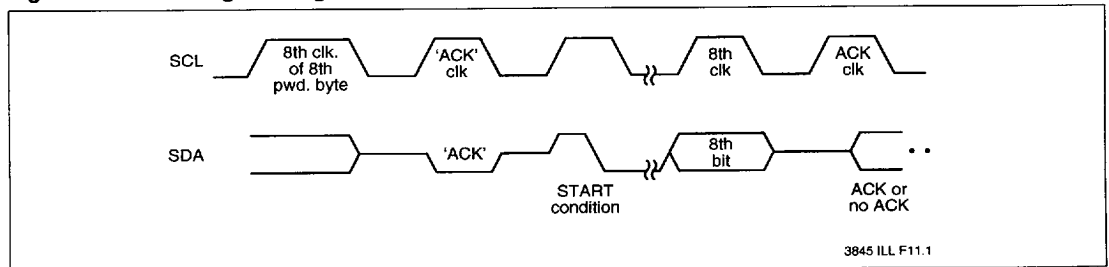 SCL
8th clk.
of 8th
pwd. byte
'ACK'
clk
8th
clk
ACK
clk
SDA
'ACK'
8th
bit
START
condition
ACK or
no ACK
3845 ILL F11.1